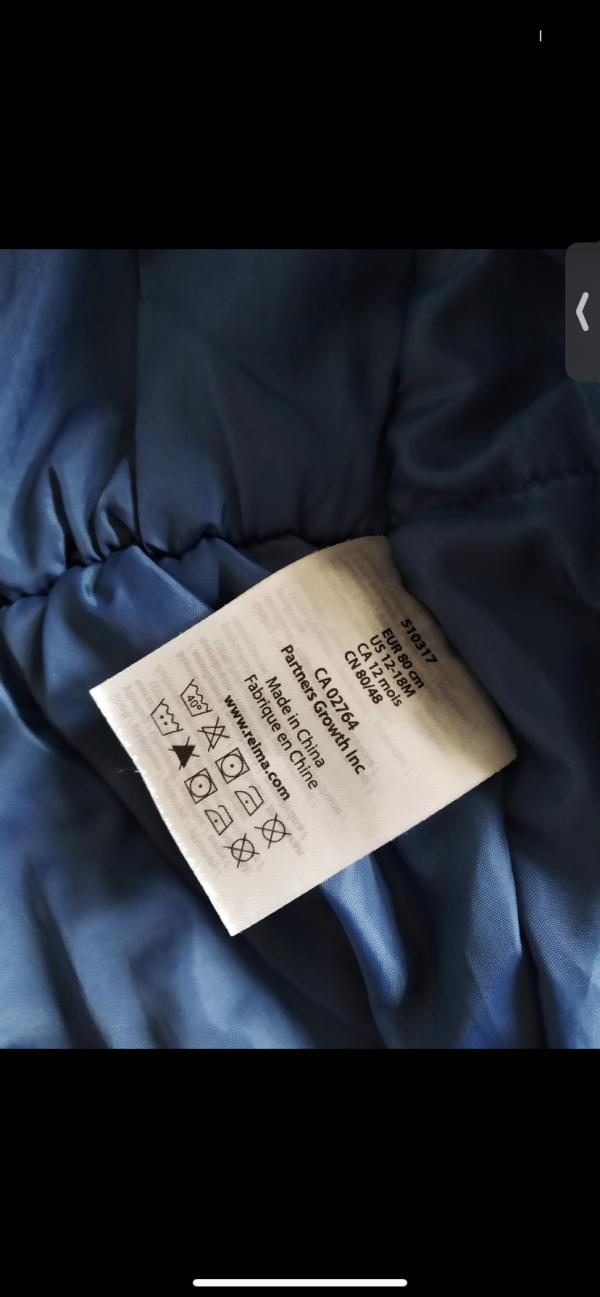 510317
EUR 80 cm
US 12-18M
CA 12 mois
CN 80/48
CA 02764
Partners Growth Inc
Made in China
Fabrique en Chine
www.reima.com
40°